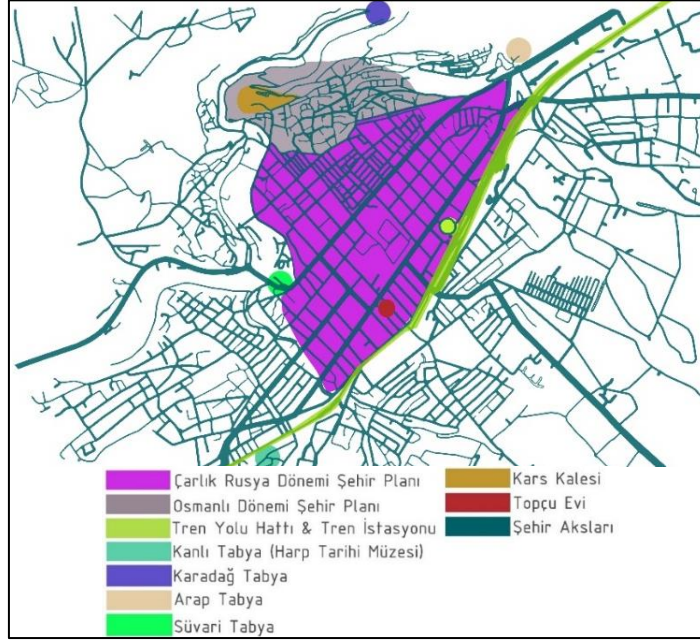 Çarlık Rusya Dönemi Şehir Planı
Osmanlı Dönemi Şehir Planı
Tren Yolu Hattı & Tren İstasyonu
Kanlı Tabya (Harp Tarihi Müzesi)
Karadağ Tabya
Arap Tabya
Süvari Tabya
Kars Kalesi
Topçu Evi
Şehir Aksları